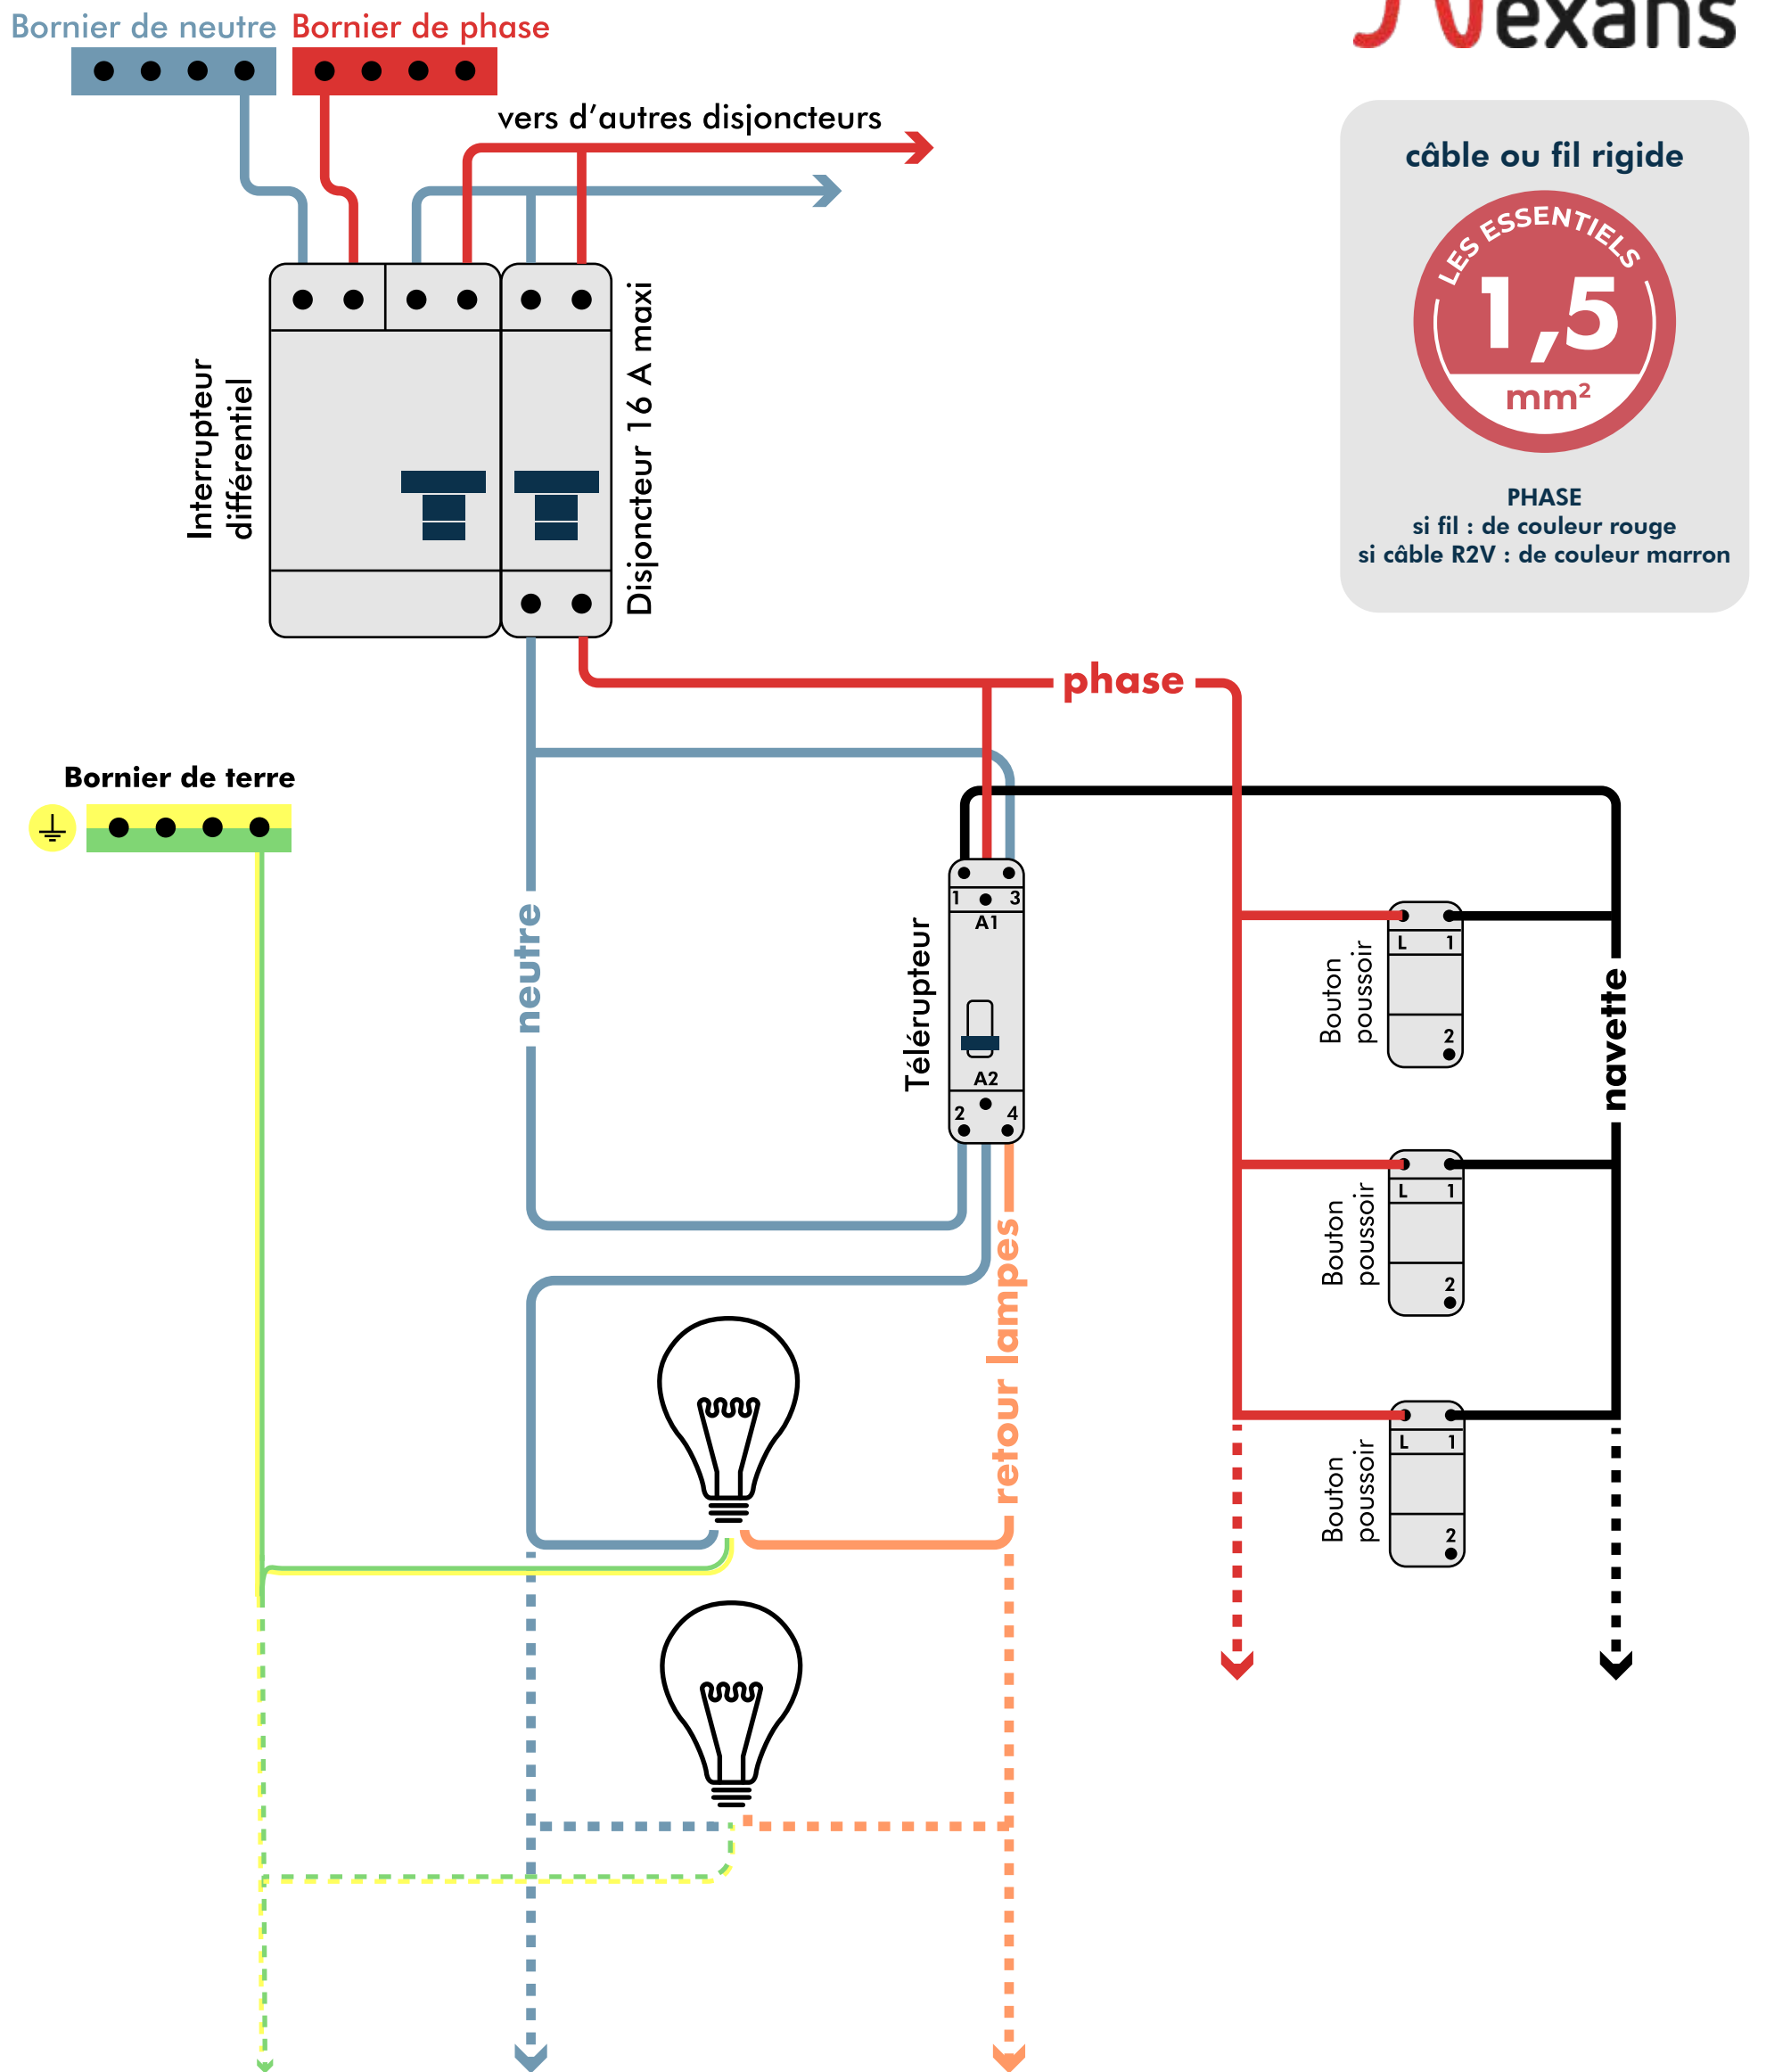 exans
Bornier de neutre
Bornier de phase
vers d’autres disjoncteurs
câble ou fil rigide
LES ESSENTIELS
1,5
mm²
PHASE
si fil : de couleur rouge
si câble R2V : de couleur marron
Interrupteur
différentiel
Disjoncteur 16 A maxi
phase
Bornier de terre
neutre
Télérupteur
1
3
A1
A2
2
4
Bouton
poussoir
L
1
2
navette
Bouton
poussoir
L
1
2
retour lampes
Bouton
poussoir
L
1
2